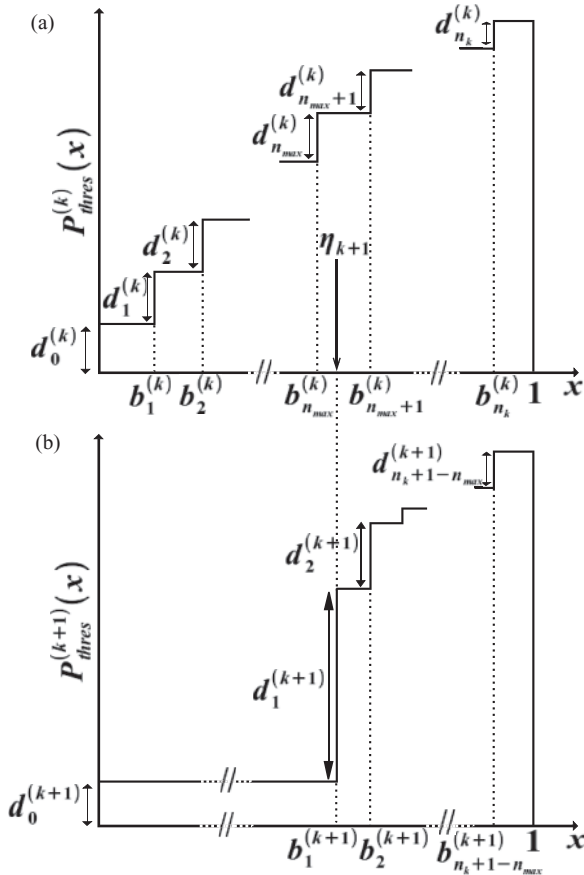 (a)
d_{n_k}^{(k)}
d_{n_{max}+1}^{(k)}
d_{n_{max}}^{(k)}
P_{thres}^{(k)}(x)
d_2^{(k)}
η_{k+1}
d_1^{(k)}
d_0^{(k)}
b_1^{(k)} b_2^{(k)} // b_{n_{max}}^{(k)} b_{n_{max}+1}^{(k)} // b_{n_k}^{(k)} 1 x
(b)
d_{n_k+1-n_{max}}^{(k+1)}
d_2^{(k+1)}
P_{thres}^{(k+1)}(x)
d_1^{(k+1)}
d_0^{(k+1)}
b_1^{(k+1)} b_2^{(k+1)} b_{n_k+1-n_{max}}^{(k+1)} 1 x